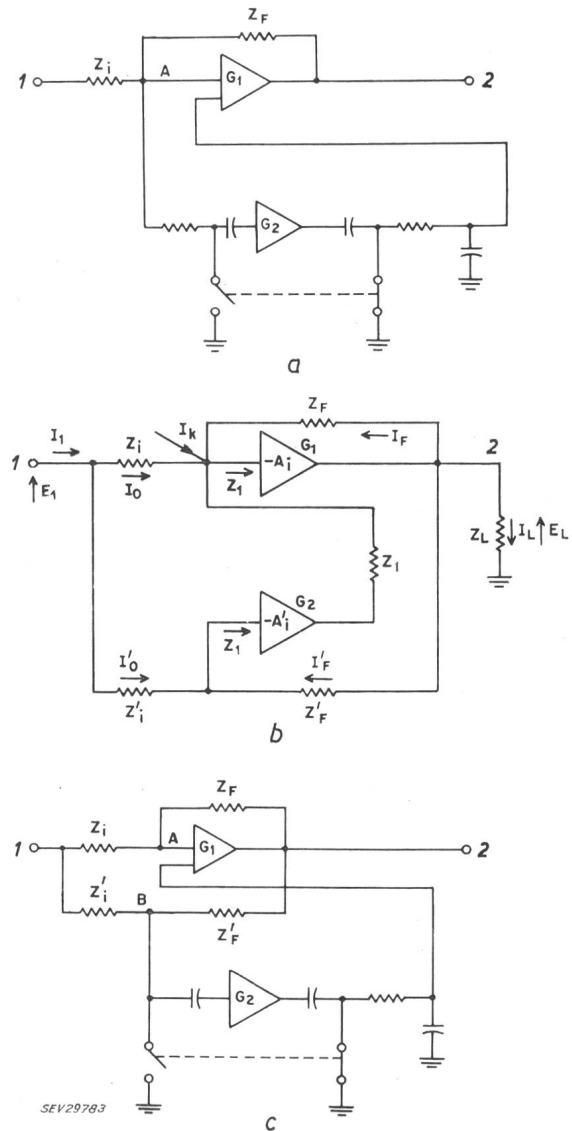 Z_F
1 Z_i A G_1 2
G_2
a
Z_F
I_1 I_k G_1 I_F 2
1 Z_i -A_i
E_1 I_0 Z_1 Z_L I_L E_L
Z_1
G_2
-A'_i
Z_1
I'_0 I'_F
Z'_i Z'_F
b
Z_F
1 Z_i A G_1 2
Z'_i B Z'_F
G_2
SEV29783
c